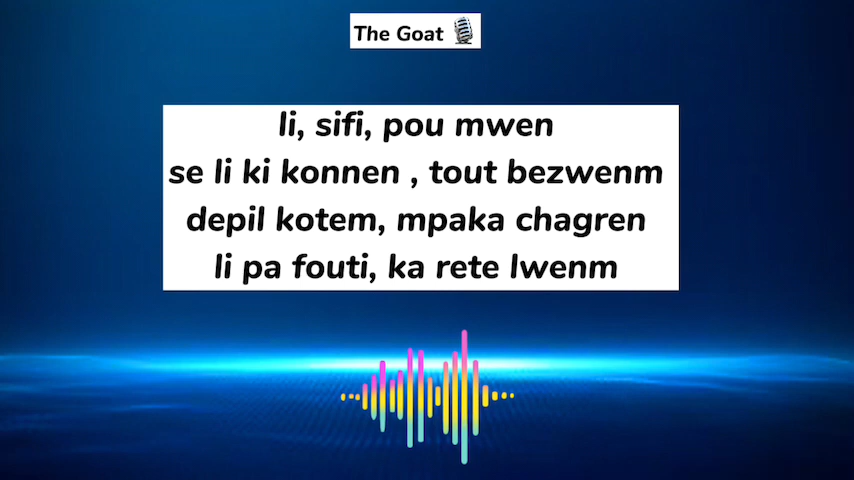 The Goat
li, sifi, pou mwen
se li ki konnen , tout bezwenm
depil kotem, mpaka chagren
li pa fouti, ka rete lwenm